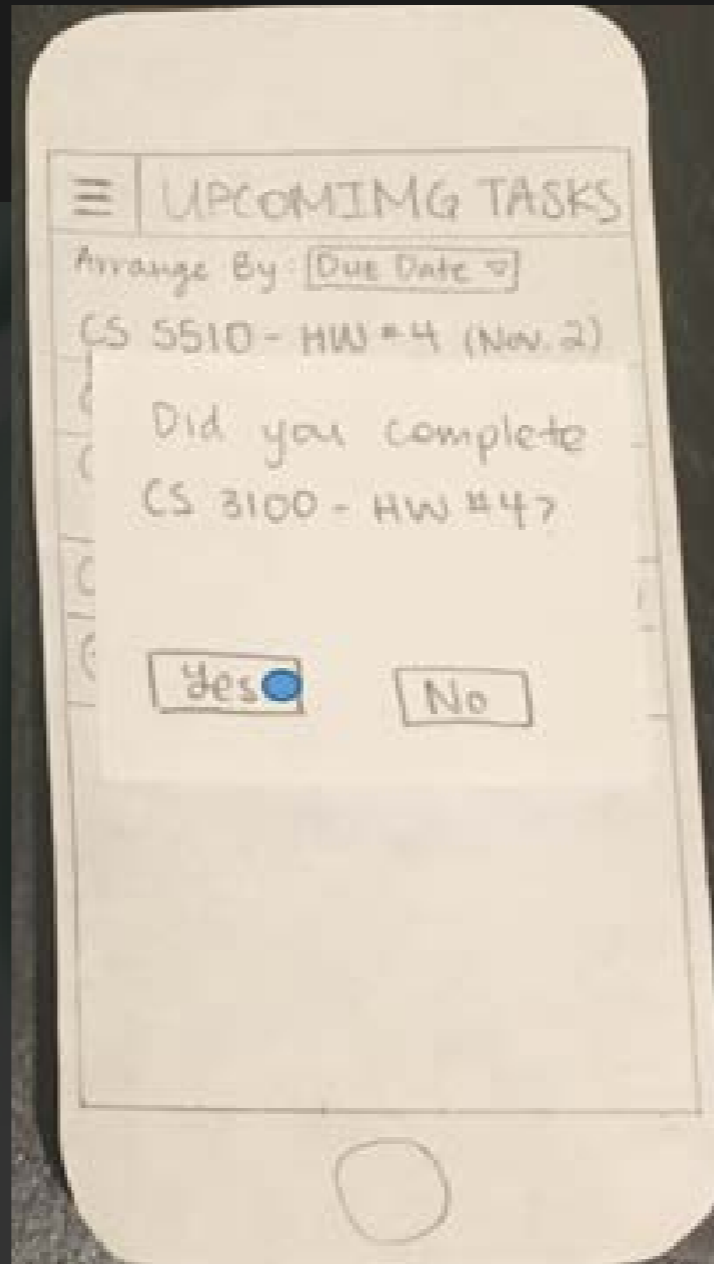 UPCOMIMG TASKS
Arrange By: Due Date
CS 5510 - HW #4 (Nov. 2)
Did you complete
CS 3100 - HW #4?
Yes
No